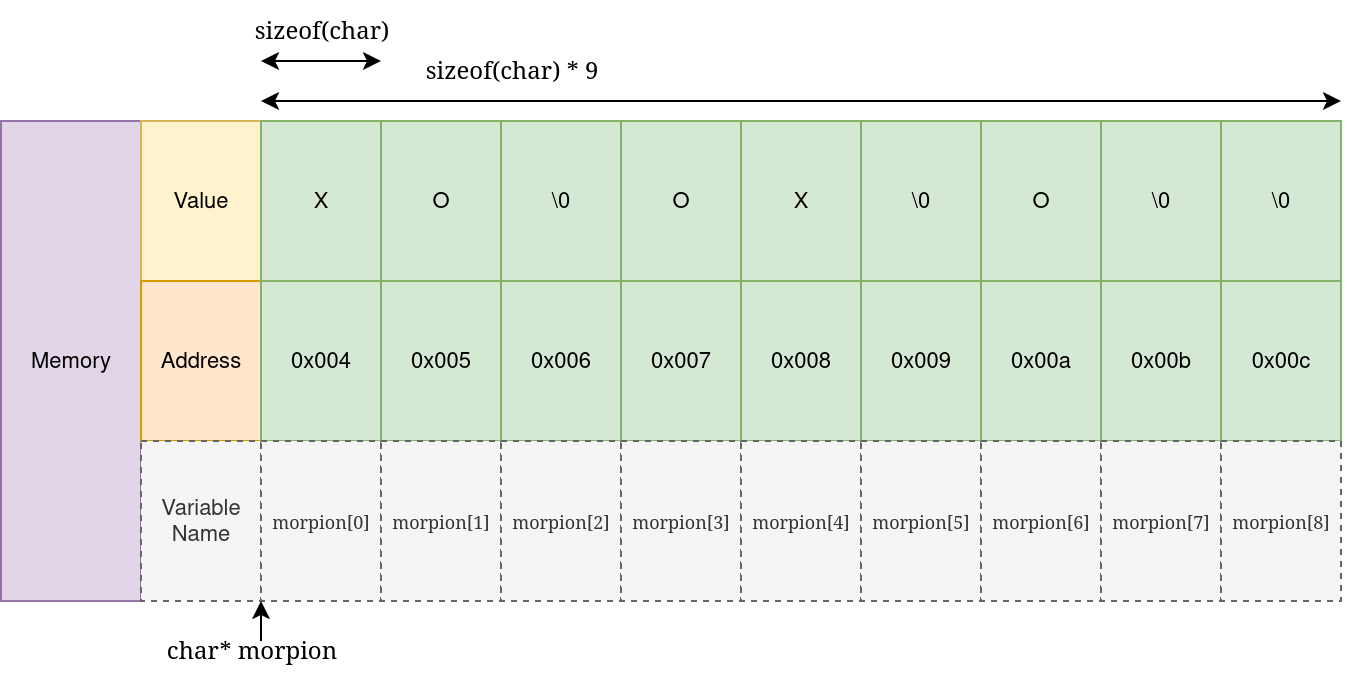 sizeof(char)
sizeof(char) * 9
Value X O \0 O X \0 O \0 \0
Memory Address 0x004 0x005 0x006 0x007 0x008 0x009 0x00a 0x00b 0x00c
Variable
Name
morpion[0] morpion[1] morpion[2] morpion[3] morpion[4] morpion[5] morpion[6] morpion[7] morpion[8]
char* morpion